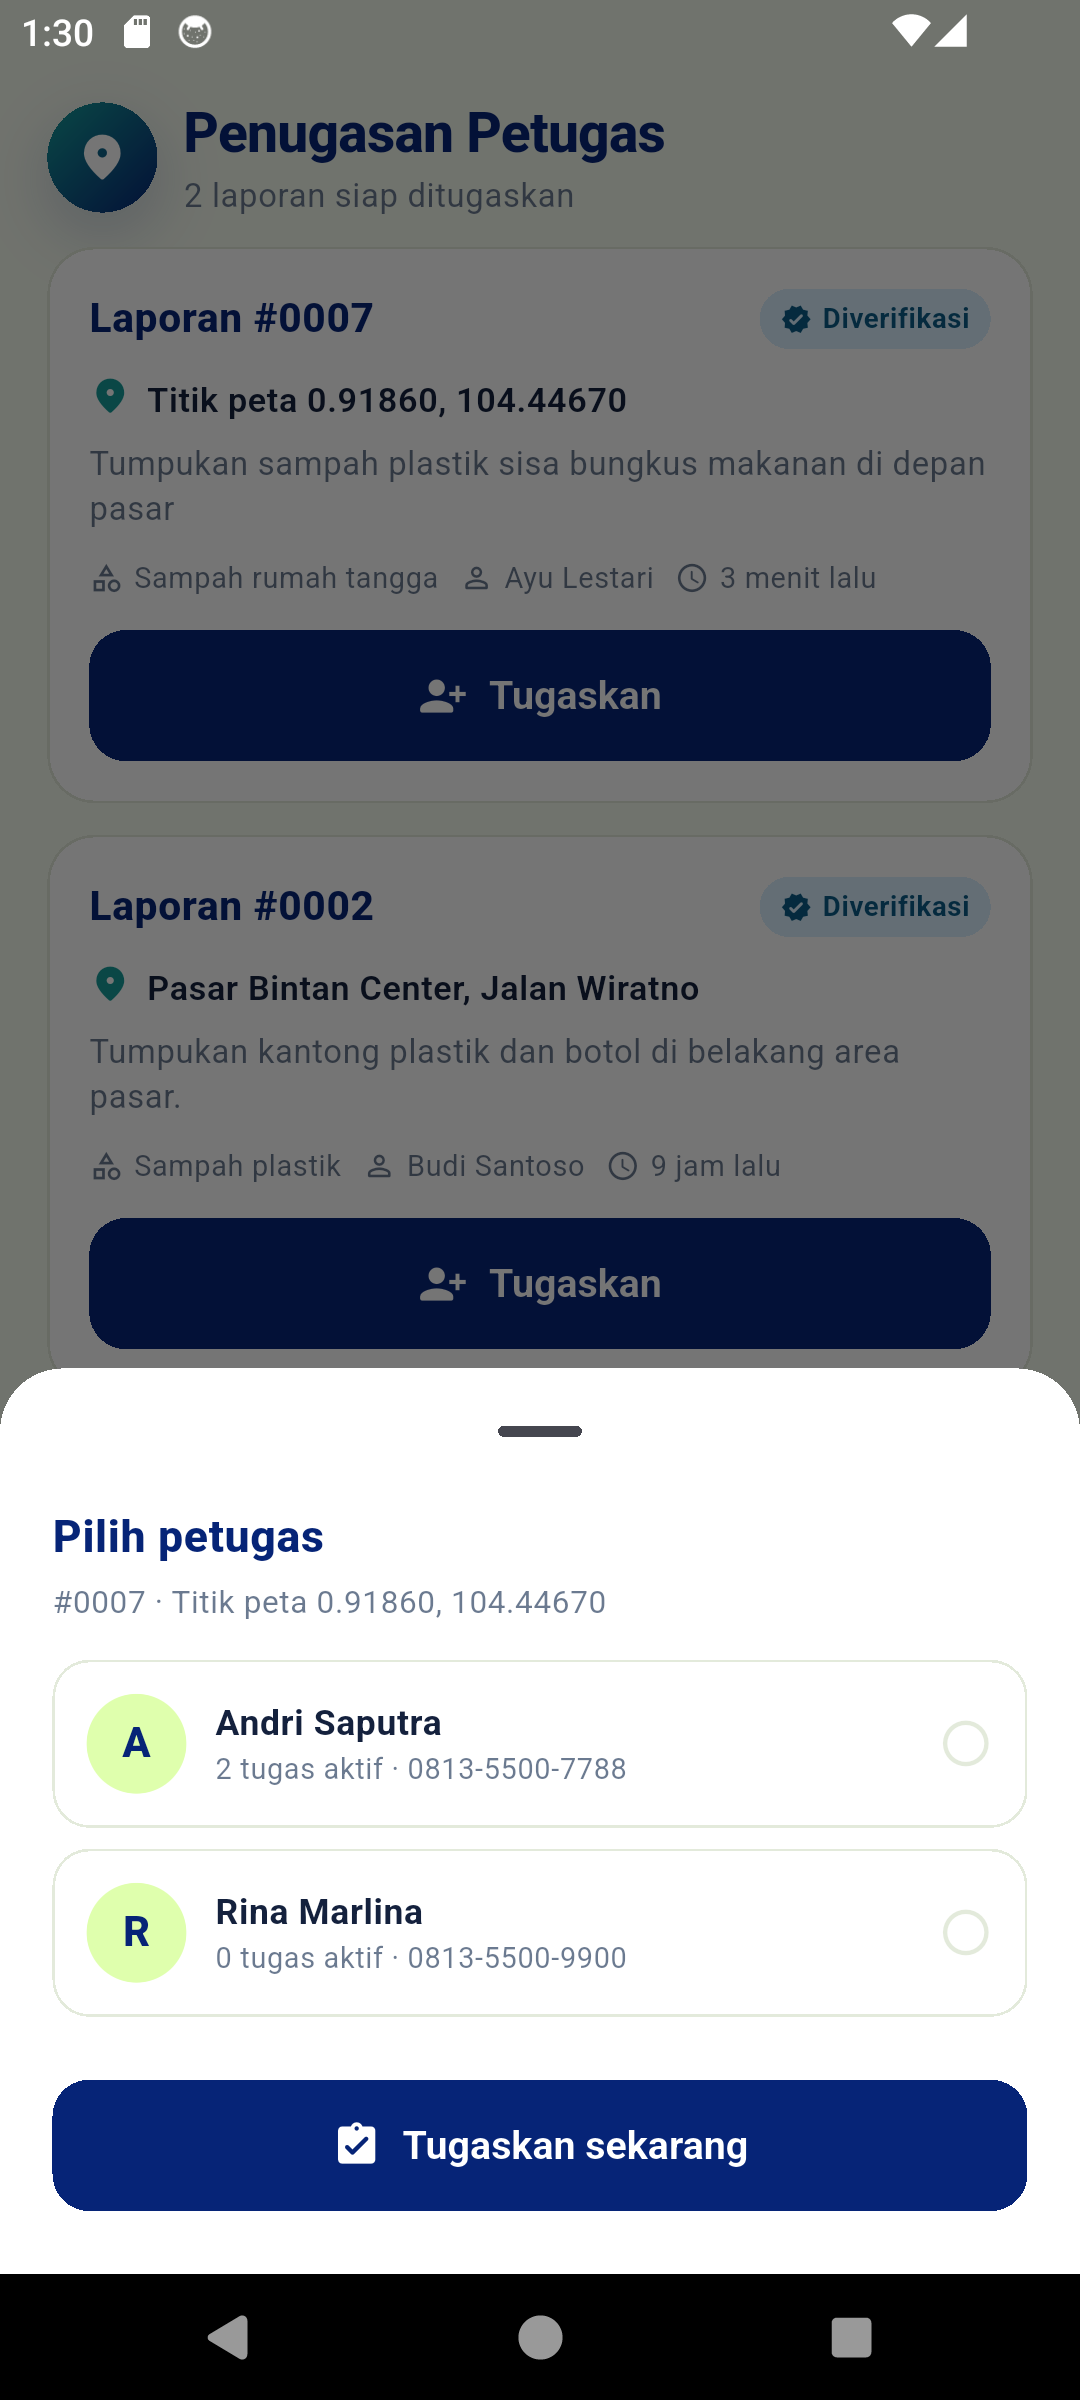 1:30
Penugasan Petugas
2 laporan siap ditugaskan
Laporan #0007
Diverifikasi
Titik peta 0.91860, 104.44670
Tumpukan sampah plastik sisa bungkus makanan di depan
pasar
Sampah rumah tangga Ayu Lestari 3 menit lalu
Tugaskan
Laporan #0002
Diverifikasi
Pasar Bintan Center, Jalan Wiratno
Tumpukan kantong plastik dan botol di belakang area
pasar.
Sampah plastik Budi Santoso 9 jam lalu
Tugaskan
Pilih petugas
#0007 · Titik peta 0.91860, 104.44670
A
Andri Saputra
2 tugas aktif · 0813-5500-7788
R
Rina Marlina
0 tugas aktif · 0813-5500-9900
Tugaskan sekarang